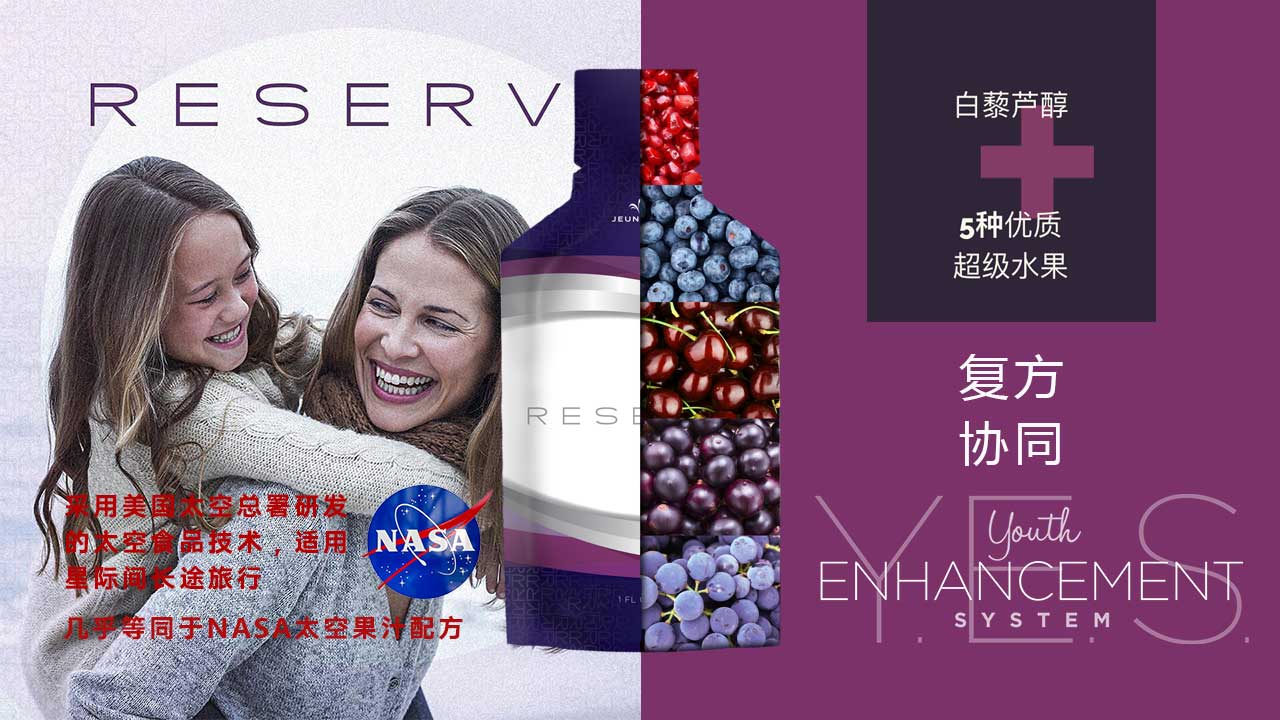 RESERV
JEUN
RESE
1 FL
采用美国太空总署研发
的太空食品技术，适用
星际间长途旅行
NASA
几乎等同于NASA太空果汁配方
白藜芦醇
5种优质
超级水果
复方
协同
Y.E.S.
Youth
ENHANCEMENT
SYSTEM